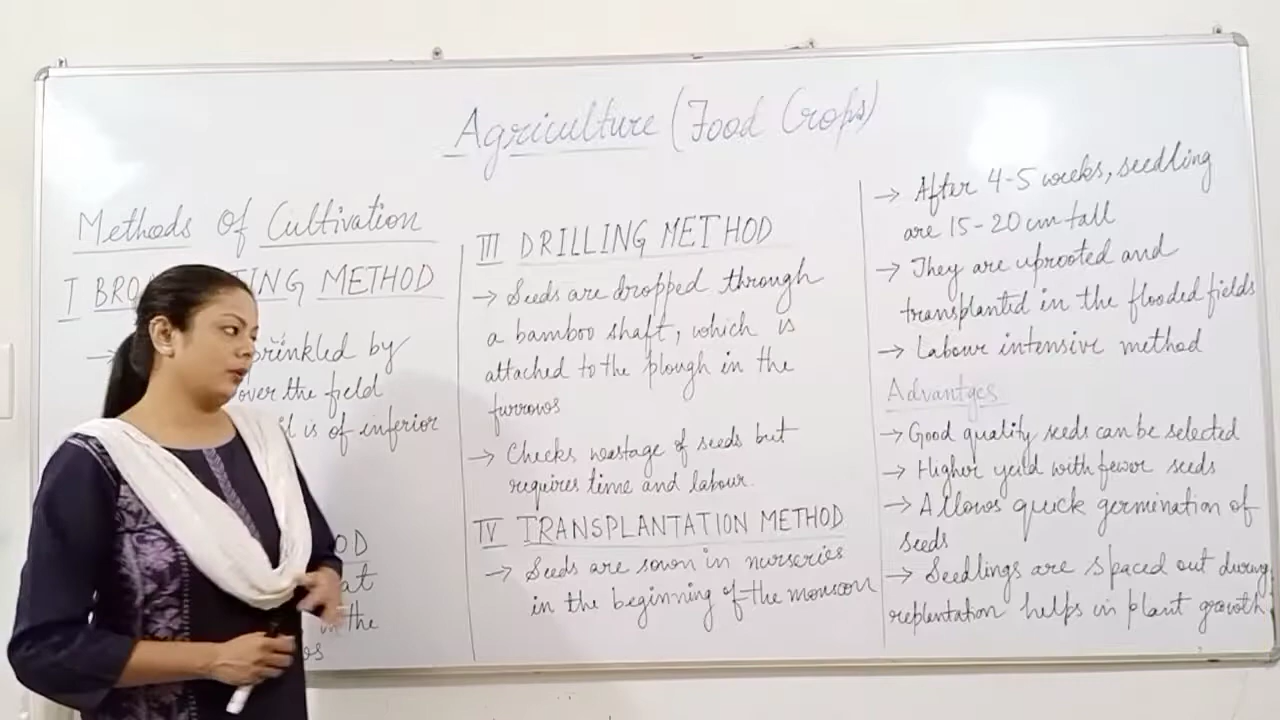 Agriculture (Food Crops)
Methods of Cultivation
I BRO TING METHOD
→ prinkled by
over the field
is of inferior
OD
at
in the
os
III DRILLING METHOD
→ Seeds are dropped through
a bamboo shaft, which is
attached to the plough in the
furrows
→ Checks wastage of seeds but
requires time and labour.
IV TRANSPLANTATION METHOD
→ Seeds are sown in nurseries
in the beginning of the monsoon
→ After 4-5 weeks, seedling
are 15-20 cm tall
→ They are uprooted and
transplanted in the flooded fields
→ Labour intensive method
Advantges
→ Good quality seeds can be selected
→ Higher yeild with fewer seeds
→ Allows quick germination of
seeds
→ Seedlings are spaced out during
replentation helps in plant growth